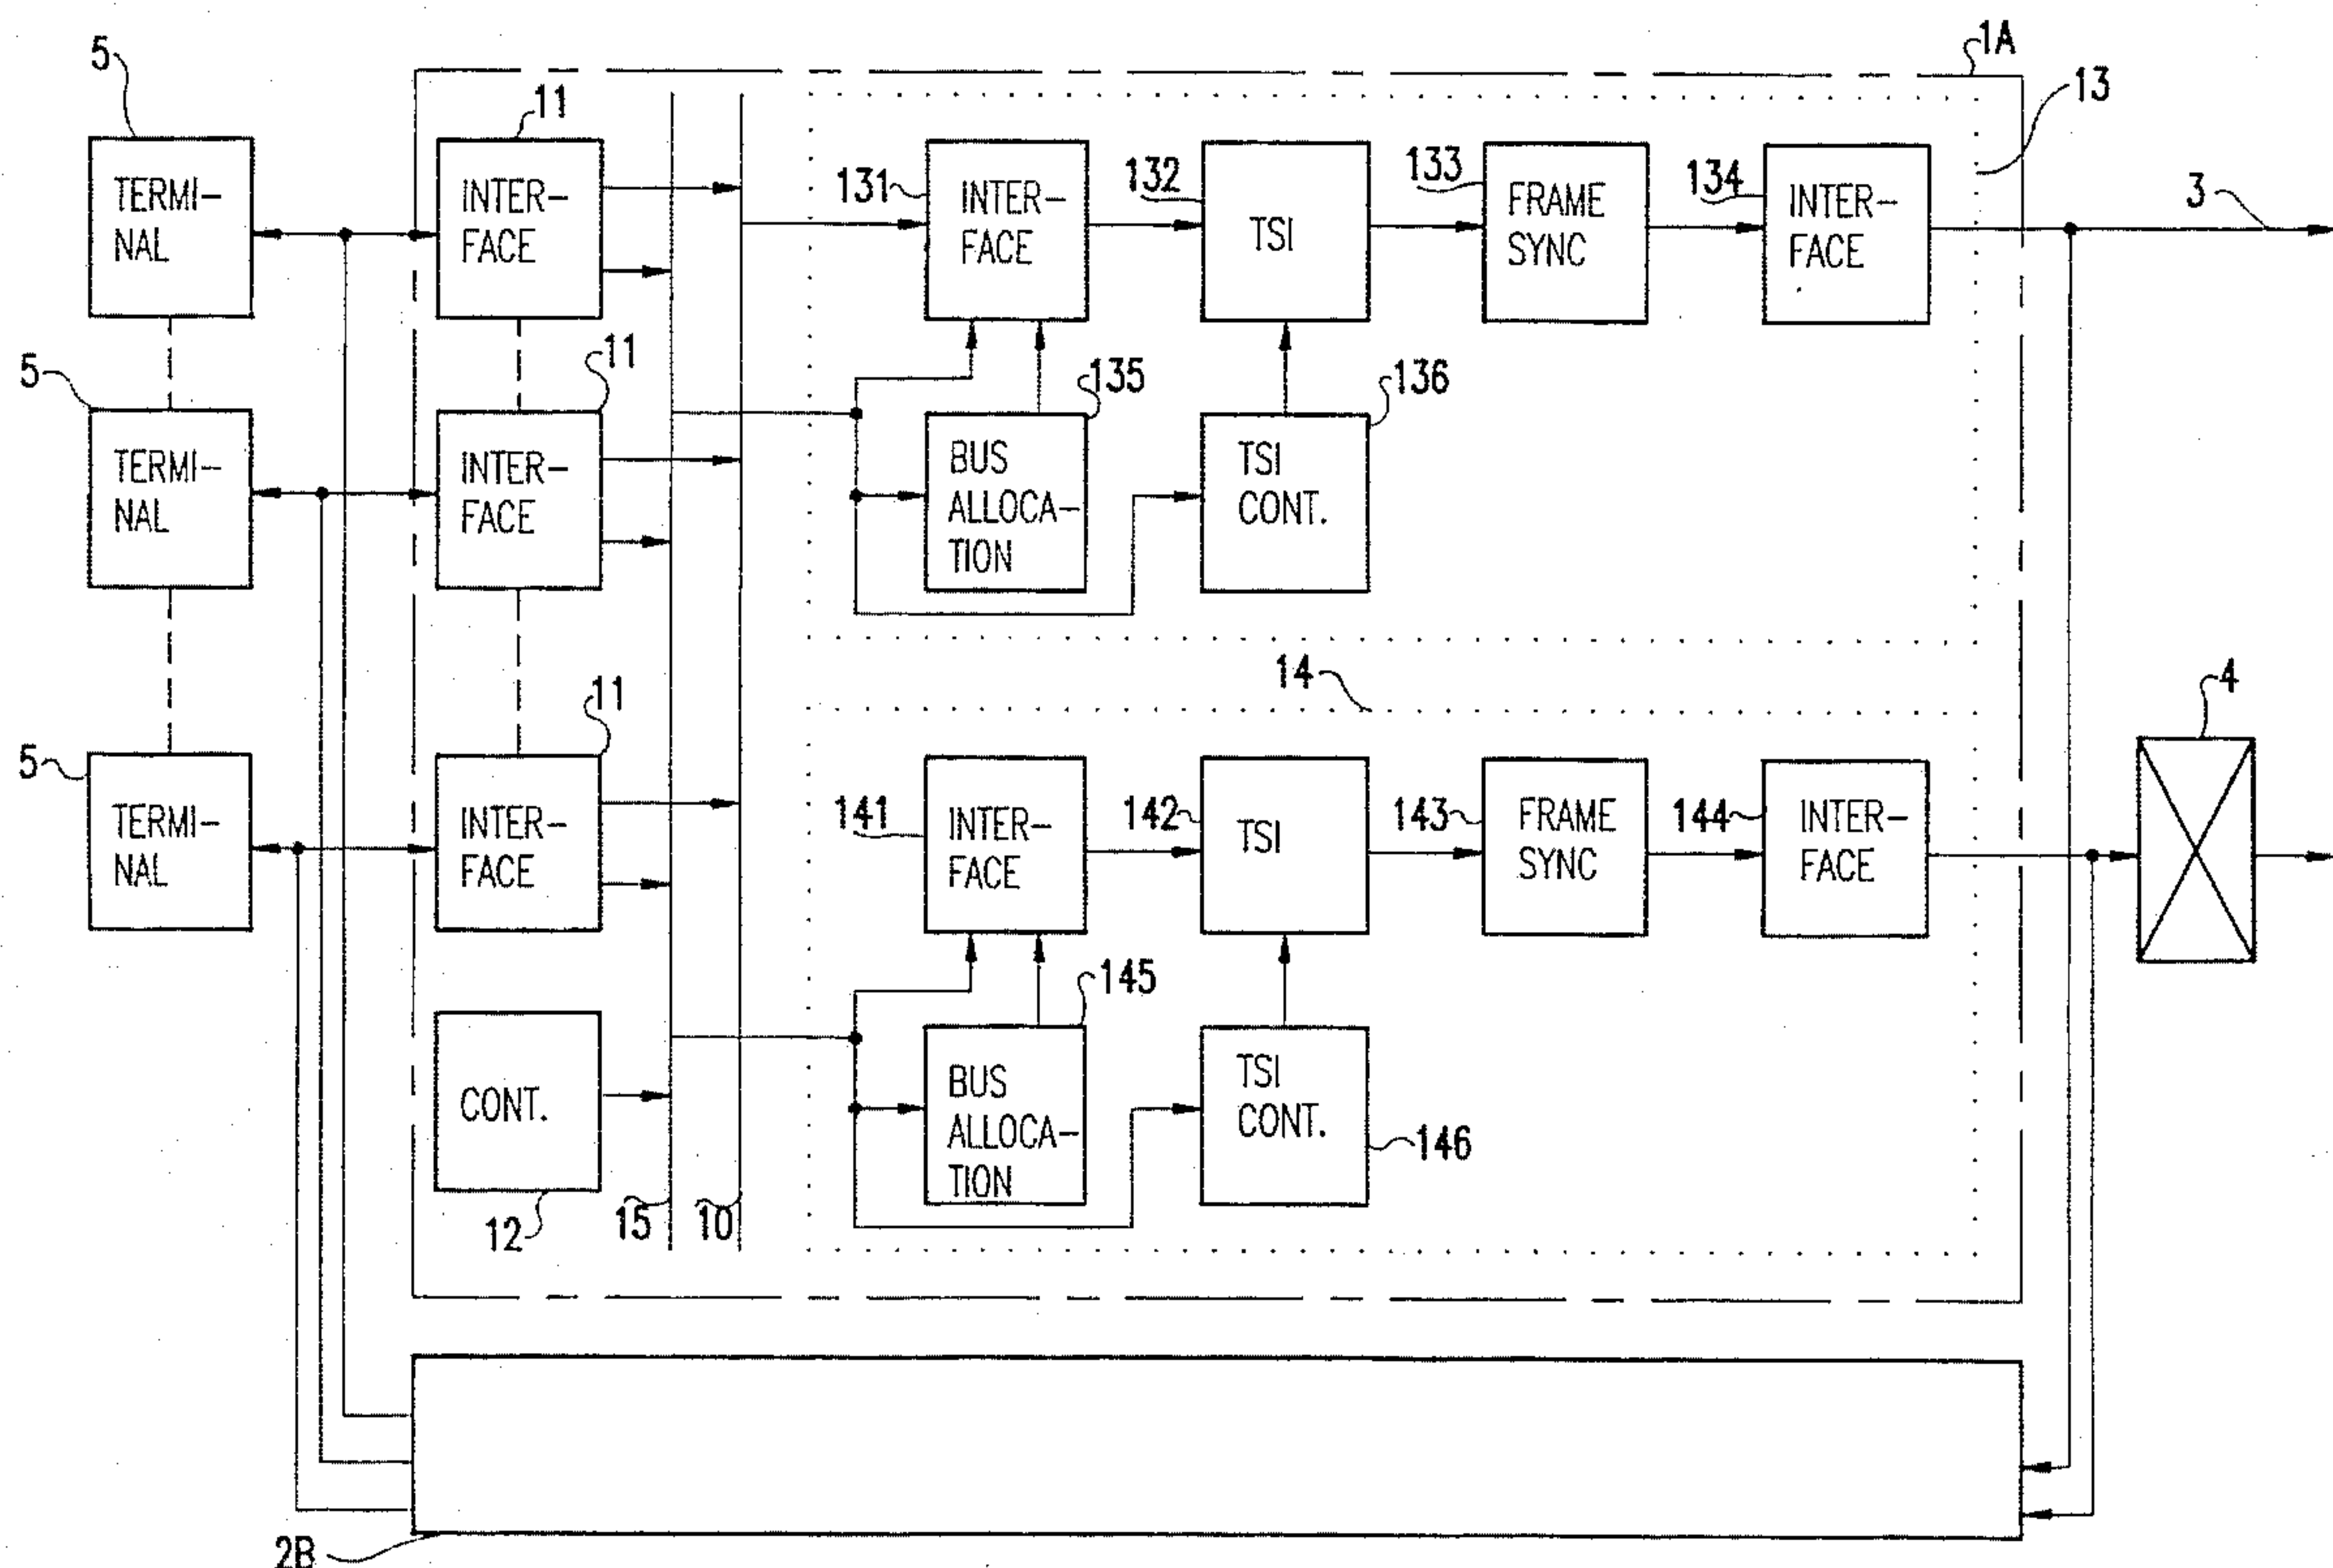 1A
5
11
13
TERMI-
NAL
INTER-
FACE
131
INTER-
FACE
132
TSI
133
FRAME
SYNC
134
INTER-
FACE
3
5
11
135
136
TERMI-
NAL
INTER-
FACE
BUS
ALLOCA-
TION
TSI
CONT.
14
4
5
11
TERMI-
NAL
INTER-
FACE
141
INTER-
FACE
142
TSI
143
FRAME
SYNC
144
INTER-
FACE
145
CONT.
12
15
10
BUS
ALLOCA-
TION
TSI
CONT.
146
2B